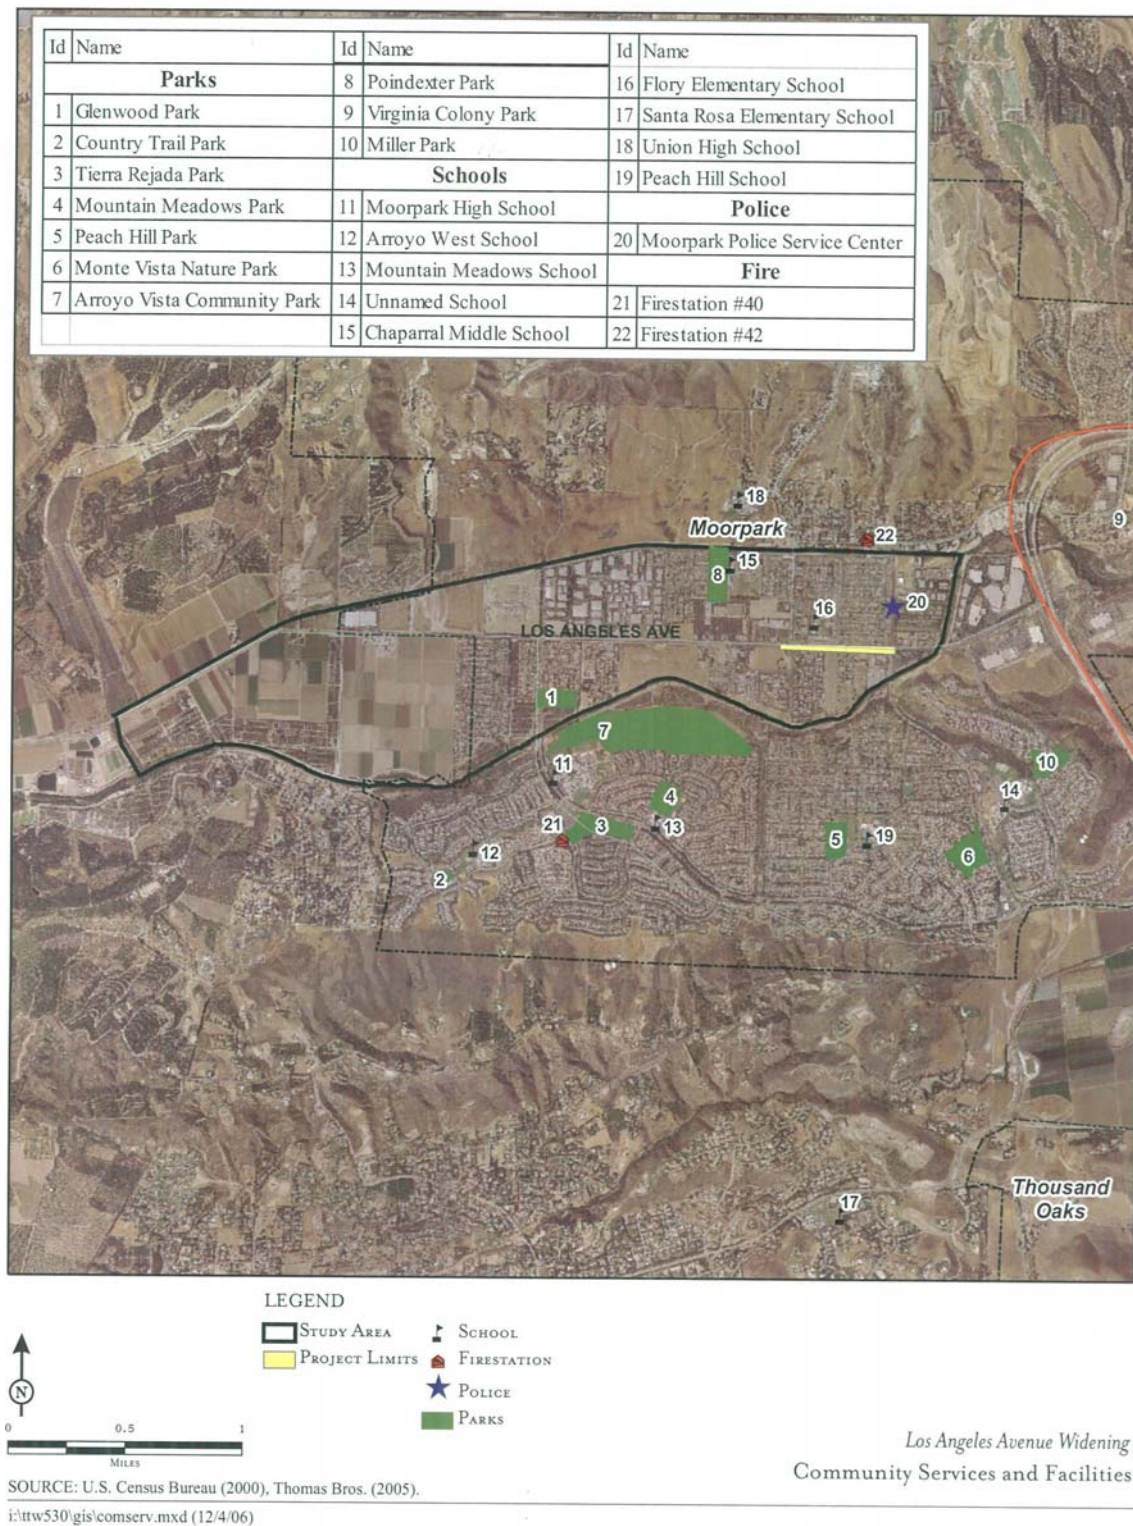 Id Name Id Name Id Name
Parks 8 Poindexter Park 16 Flory Elementary School
1 Glenwood Park 9 Virginia Colony Park 17 Santa Rosa Elementary School
2 Country Trail Park 10 Miller Park 18 Union High School
3 Tierra Rejada Park Schools 19 Peach Hill School
4 Mountain Meadows Park 11 Moorpark High School Police
5 Peach Hill Park 12 Arroyo West School 20 Moorpark Police Service Center
6 Monte Vista Nature Park 13 Mountain Meadows School Fire
7 Arroyo Vista Community Park 14 Unnamed School 21 Firestation #40
15 Chaparral Middle School 22 Firestation #42
18
Moorpark
22
9
15
8
16
20
LOS ANGELES AVE
1
7
10
11
14
4
21
3
13
5
19
12
6
2
17
Thousand
Oaks
LEGEND
STUDY AREA SCHOOL
PROJECT LIMITS FIRESTATION
POLICE
PARKS
N
0 0.5 1
MILES
Los Angeles Avenue Widening
Community Services and Facilities
SOURCE: U.S. Census Bureau (2000), Thomas Bros. (2005).
i:\ttw530\gis\comserv.mxd (12/4/06)